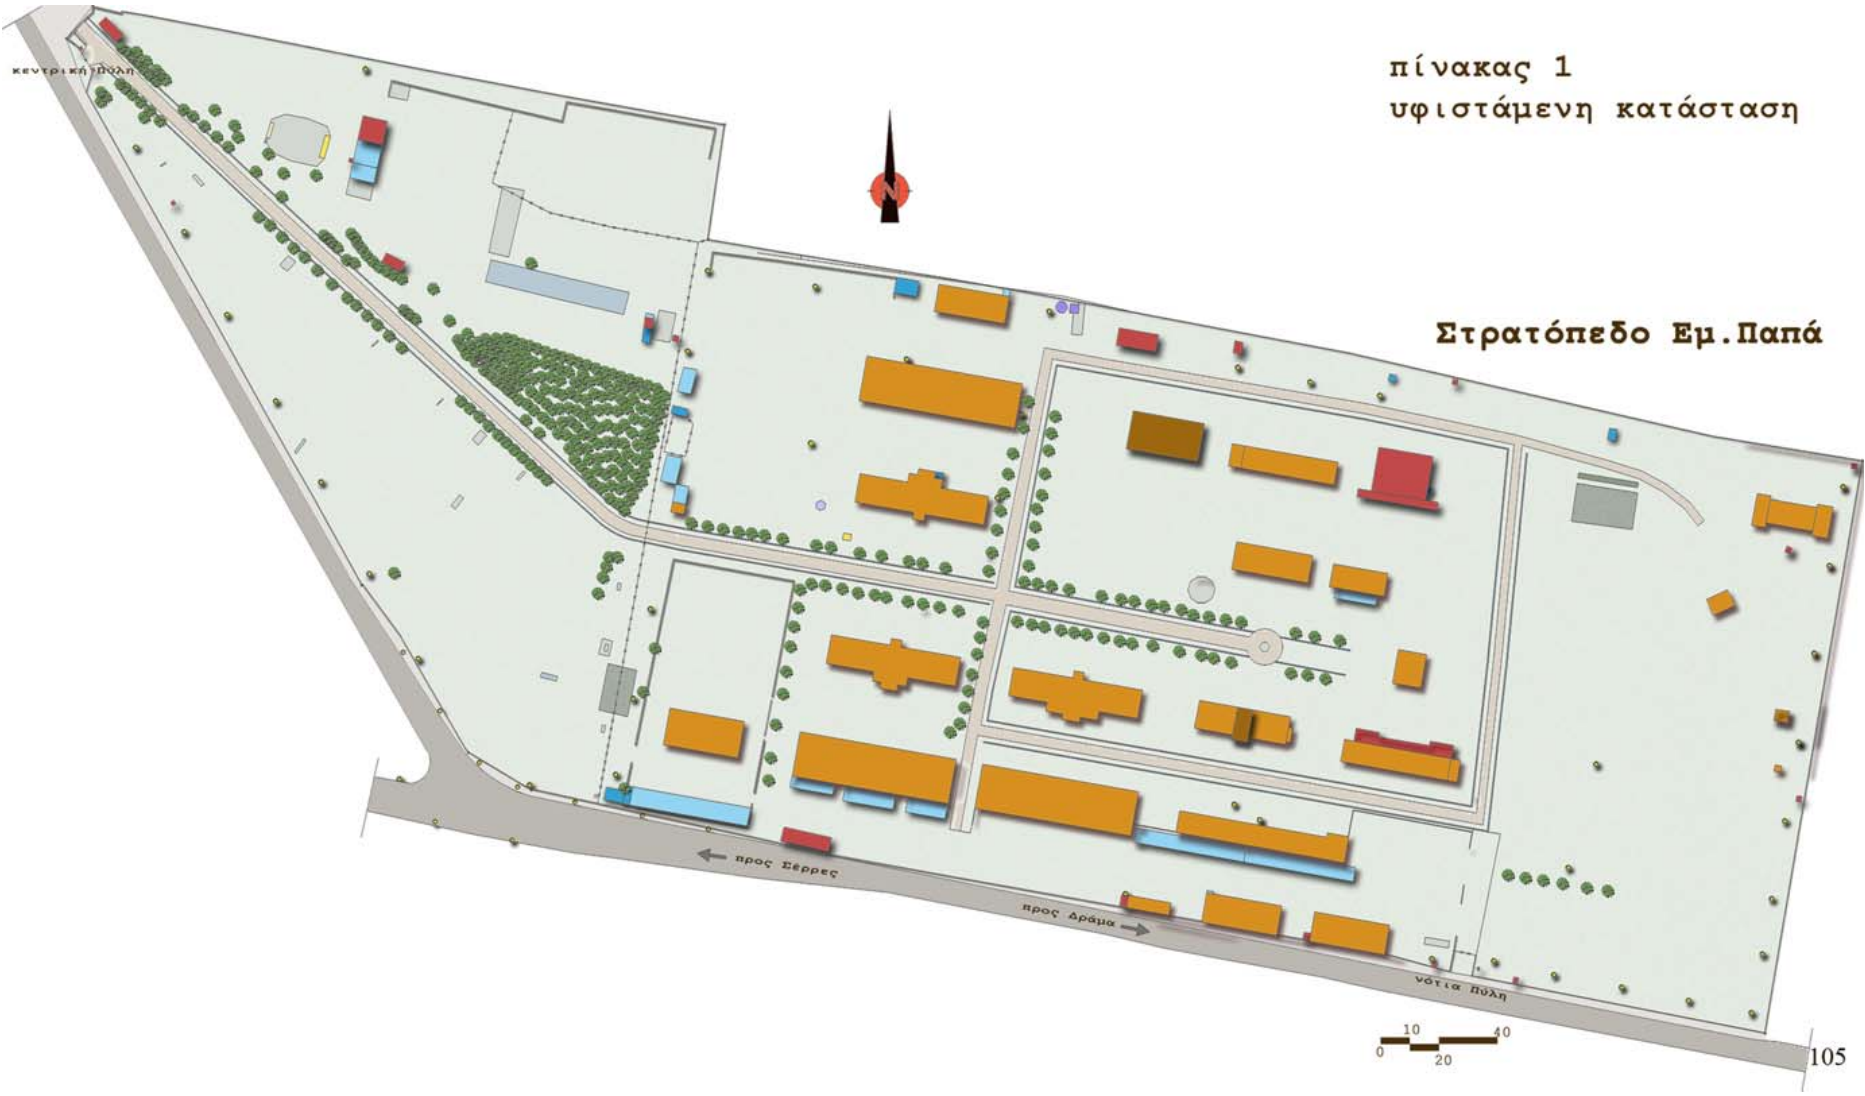 πίνακας 1
υφιστάμενη κατάσταση
κεντρική Πύλη
N
Στρατόπεδο Εμ.Παπά
προς Σέρρες
προς Δράμα
νότια Πύλη
10 40
0 20
105